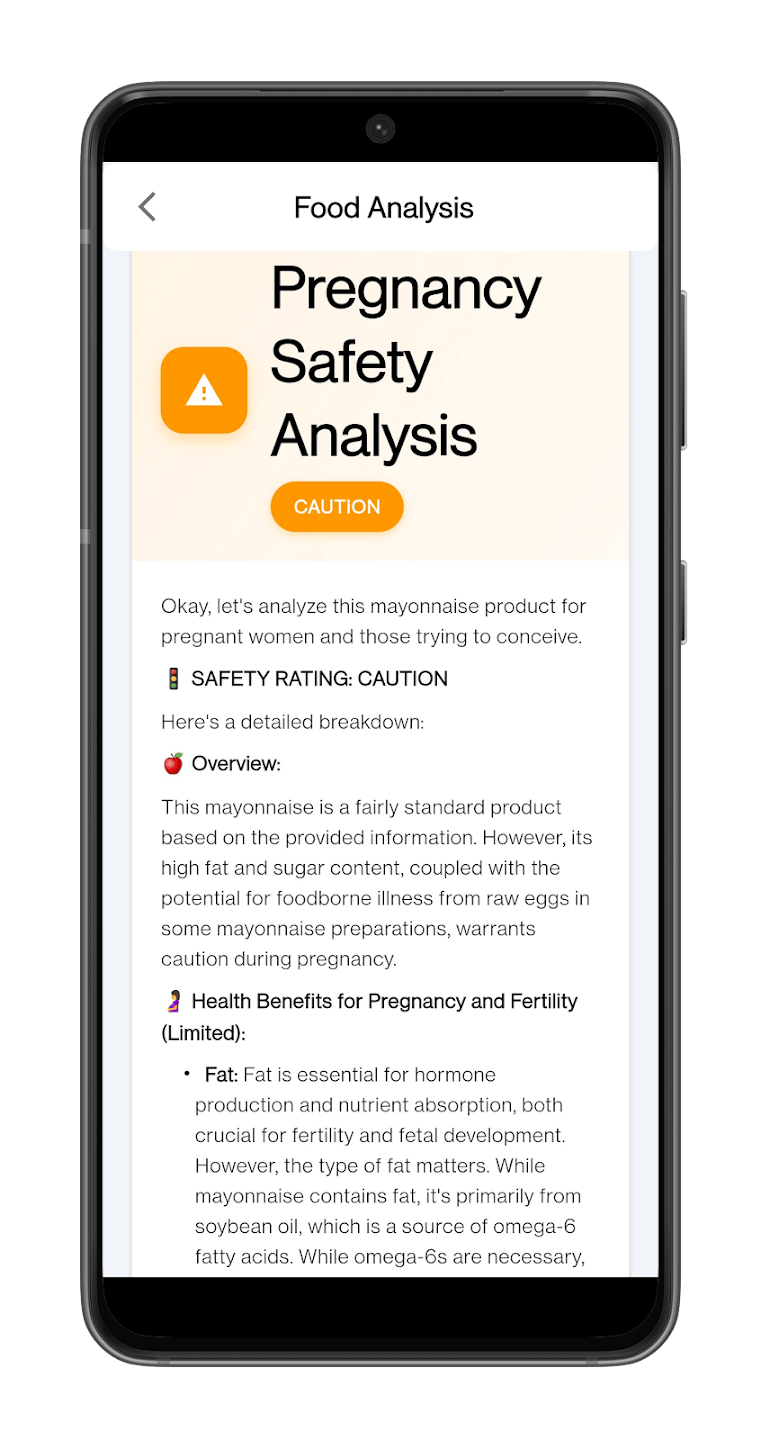 Food Analysis
Pregnancy
Safety
Analysis
CAUTION
Okay, let's analyze this mayonnaise product for
pregnant women and those trying to conceive.
🚦 SAFETY RATING: CAUTION
Here's a detailed breakdown:
🍎 Overview:
This mayonnaise is a fairly standard product
based on the provided information. However, its
high fat and sugar content, coupled with the
potential for foodborne illness from raw eggs in
some mayonnaise preparations, warrants
caution during pregnancy.
🤰 Health Benefits for Pregnancy and Fertility
(Limited):
• Fat: Fat is essential for hormone
production and nutrient absorption, both
crucial for fertility and fetal development.
However, the type of fat matters. While
mayonnaise contains fat, it's primarily from
soybean oil, which is a source of omega-6
fatty acids. While omega-6s are necessary,